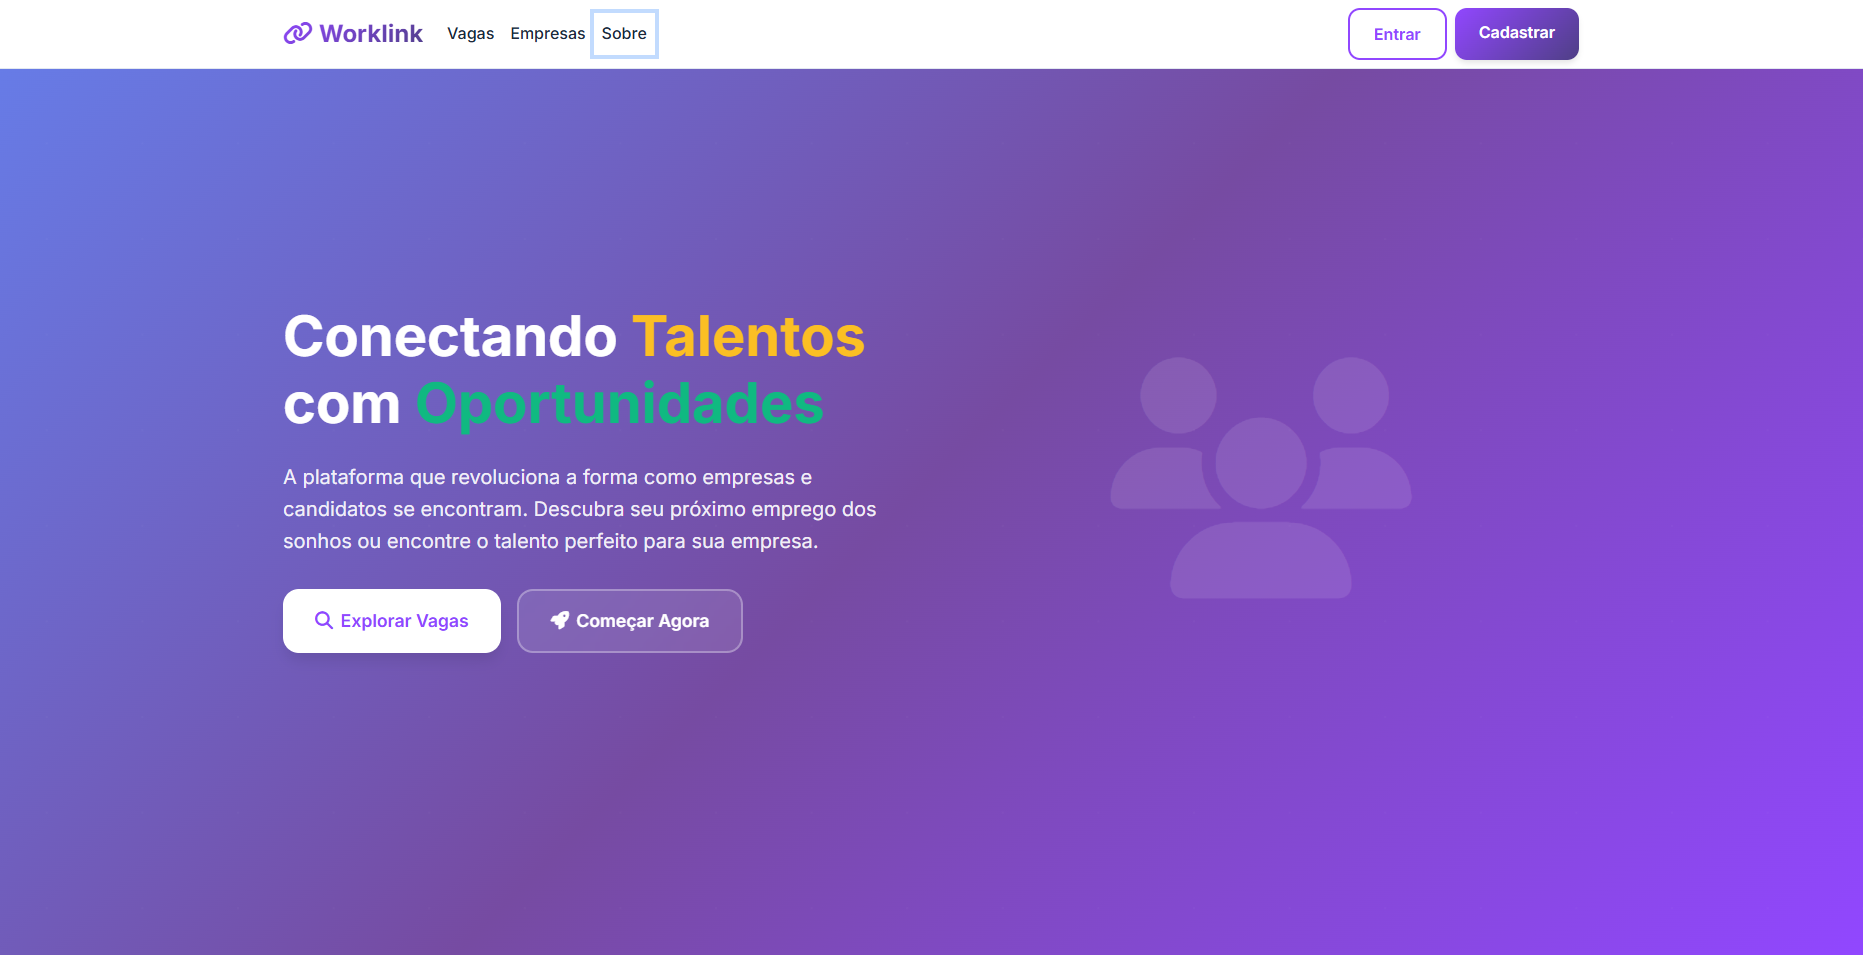 Worklink
Vagas
Empresas
Sobre
Entrar
Cadastrar
Conectando Talentos
com Oportunidades
A plataforma que revoluciona a forma como empresas e
candidatos se encontram. Descubra seu próximo emprego dos
sonhos ou encontre o talento perfeito para sua empresa.
Explorar Vagas
Começar Agora